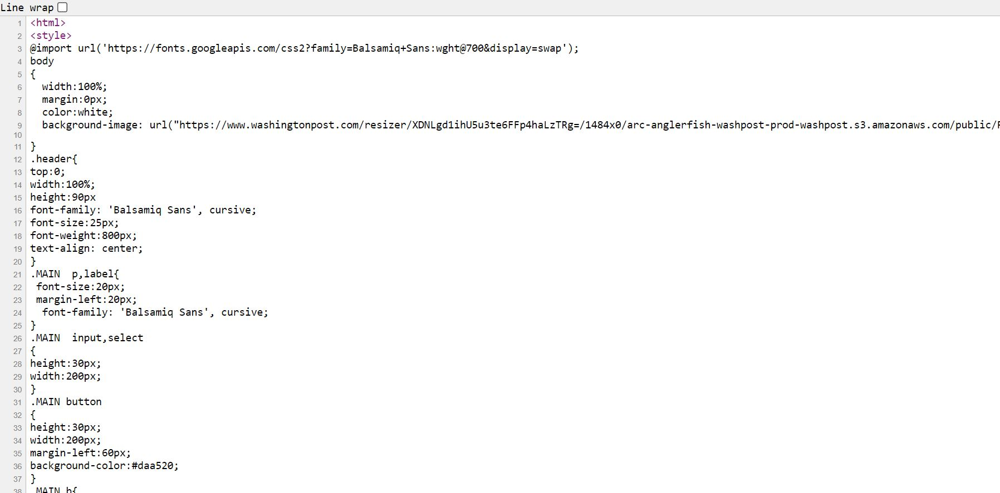 Line wrap
1 <html>
2 <style>
3 @import url('https://fonts.googleapis.com/css2?family=Balsamiq+Sans:wght@700&display=swap');
4 body
5 {
6   width:100%;
7   margin:0px;
8   color:white;
9   background-image: url("https://www.washingtonpost.com/resizer/XDNLgd1ihU5u3te6FFp4haLzTRg=/1484x0/arc-anglerfish-washpost-prod-washpost.s3.amazonaws.com/public/
10
11 }
12 .header{
13 top:0;
14 width:100%;
15 height:90px
16 font-family: 'Balsamiq Sans', cursive;
17 font-size:25px;
18 font-weight:800px;
19 text-align: center;
20 }
21 .MAIN  p,label{
22  font-size:20px;
23  margin-left:20px;
24   font-family: 'Balsamiq Sans', cursive;
25 }
26 .MAIN  input,select
27 {
28 height:30px;
29 width:200px;
30 }
31 .MAIN button
32 {
33 height:30px;
34 width:200px;
35 margin-left:60px;
36 background-color:#daa520;
37 }
38 .MAIN h{